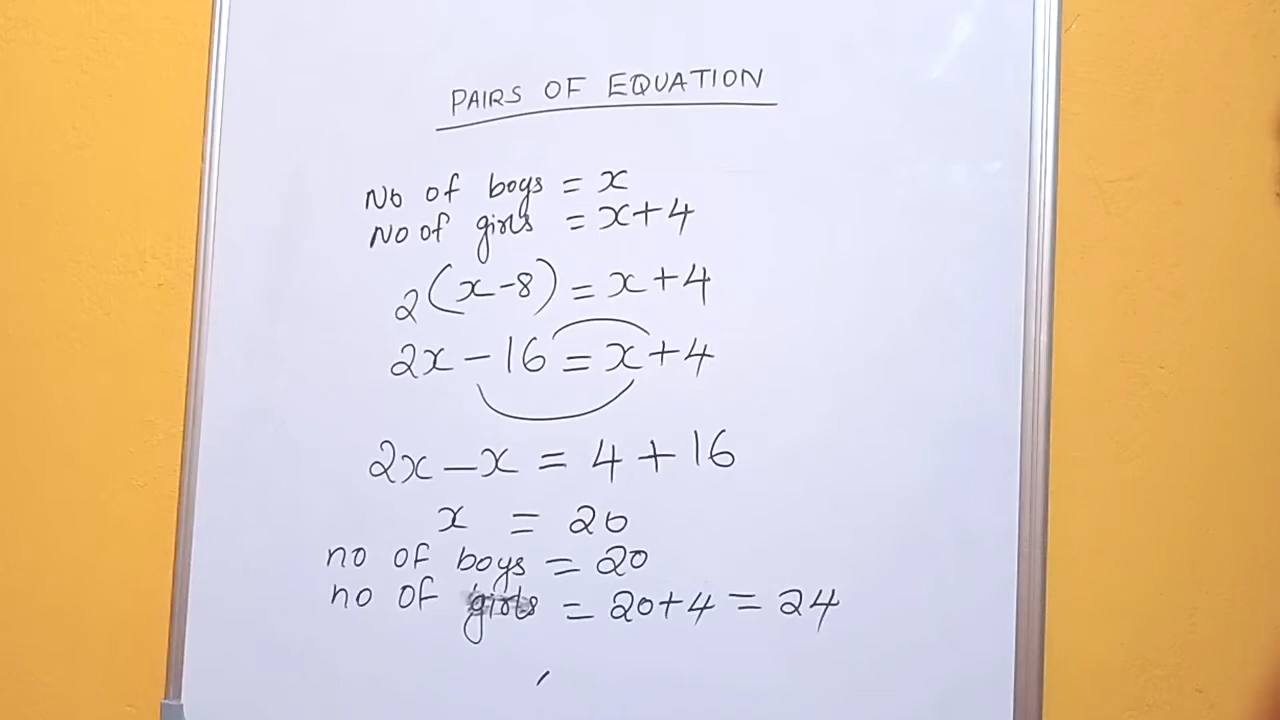 PAIRS OF EQUATION
No of boys = x
No of girls = x+4
2(x-8) = x+4
2x - 16 = x+4
2x - x = 4 + 16
x = 20
no of boys = 20
no of girls = 20+4 = 24